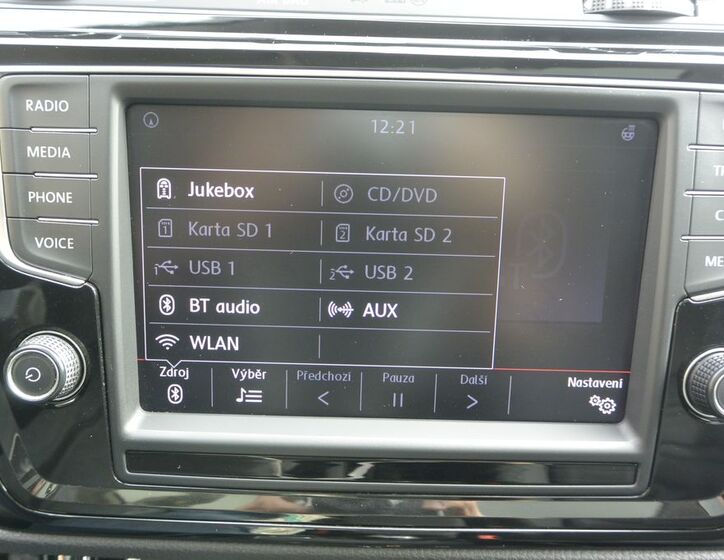 RADIO
MEDIA
PHONE
VOICE
12:21
Jukebox
CD/DVD
Karta SD 1
Karta SD 2
USB 1
USB 2
BT audio
AUX
WLAN
Zdroj
Výběr
Předchozí
Pauza
Další
Nastavení